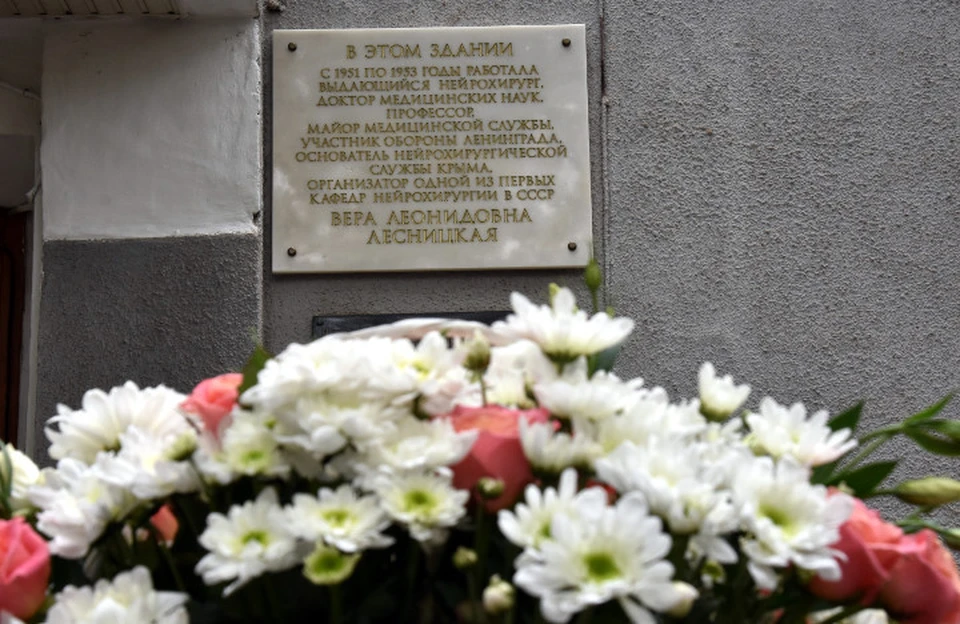 В ЭТОМ ЗДАНИИ
С 1951 ПО 1953 ГОДЫ РАБОТАЛА
ВЫДАЮЩИЙСЯ НЕЙРОХИРУРГ,
ДОКТОР МЕДИЦИНСКИХ НАУК,
ПРОФЕССОР,
МАЙОР МЕДИЦИНСКОЙ СЛУЖБЫ,
УЧАСТНИК ОБОРОНЫ ЛЕНИНГРАДА,
ОСНОВАТЕЛЬ НЕЙРОХИРУРГИЧЕСКОЙ
СЛУЖБЫ КРЫМА,
ОРГАНИЗАТОР ОДНОЙ ИЗ ПЕРВЫХ
КАФЕДР НЕЙРОХИРУРГИИ В СССР
ВЕРА ЛЕОНИДОВНА
ЛЕСНИЦКАЯ